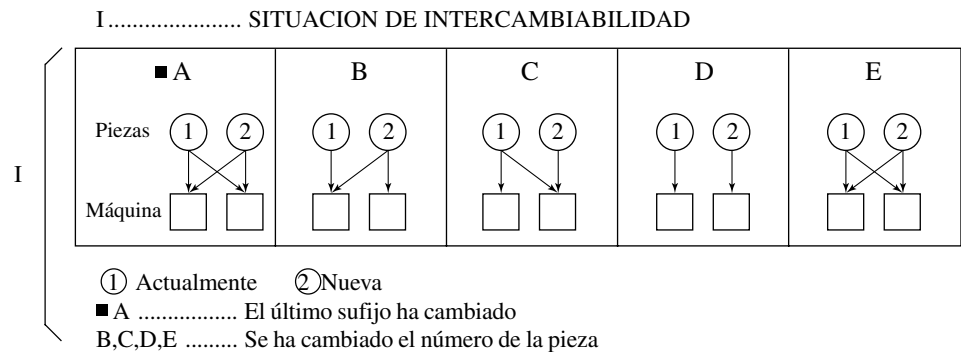 I ..................... SITUACION DE INTERCAMBIABILIDAD
■ A B C D E
Piezas 1 2 1 2 1 2 1 2 1 2
I
Máquina
1 Actualmente 2 Nueva
■ A ................. El último sufijo ha cambiado
B,C,D,E ......... Se ha cambiado el número de la pieza